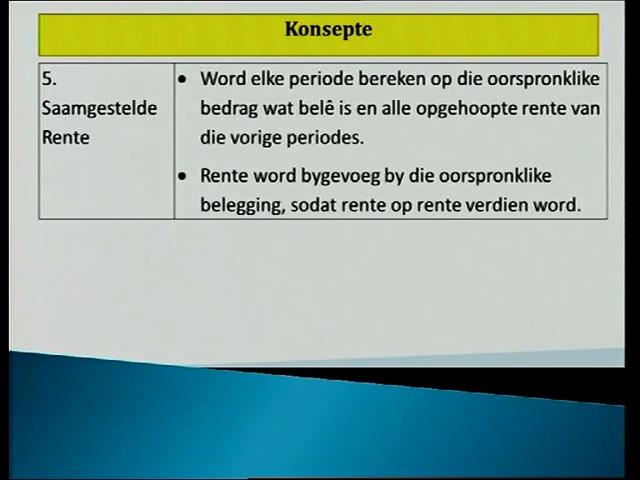 Konsepte
5.
Saamgestelde
Rente
• Word elke periode bereken op die oorspronklike
bedrag wat belê is en alle opgehoopte rente van
die vorige periodes.
• Rente word bygevoeg by die oorspronklike
belegging, sodat rente op rente verdien word.